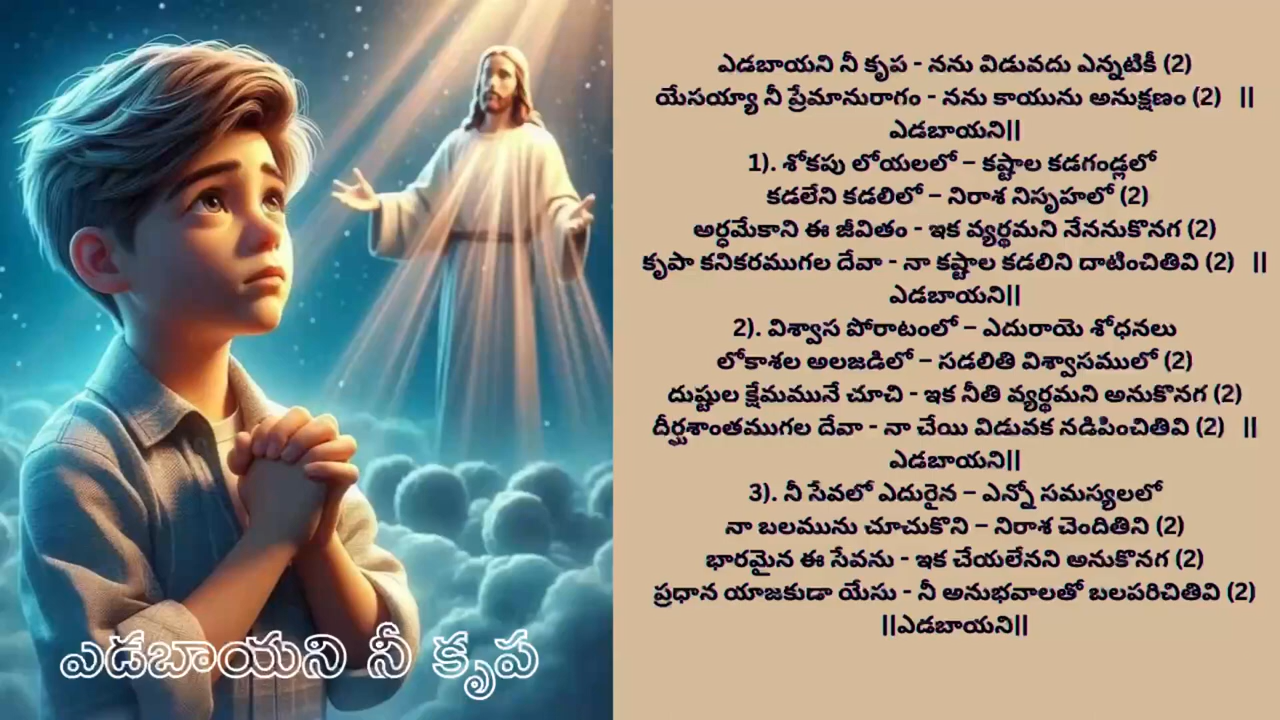 ఎడబాయని నీ కృప - నను విడువదు ఎన్నటికీ (2)
యేసయ్యా నీ ప్రేమానురాగం - నను కాయును అనుక్షణం (2) ||
ఎడబాయని||
1). శోకపు లోయలలో – కష్టాల కడగండ్లలో
కడలేని కడలిలో – నిరాశ నిసృహలో (2)
అర్ధమేకాని ఈ జీవితం - ఇక వ్యర్థమని నేననుకొనగ (2)
కృపా కనికరముగల దేవా - నా కష్టాల కడలిని దాటించితివి (2) ||
ఎడబాయని||
2). విశ్వాస పోరాటంలో – ఎదురాయె శోధనలు
లోకాశల అలజడిలో – సడలితి విశ్వాసములో (2)
దుష్టుల క్షేమమునే చూచి - ఇక నీతి వ్యర్థమని అనుకొనగ (2)
దీర్ఘశాంతముగల దేవా - నా చేయి విడువక నడిపించితివి (2) ||
ఎడబాయని||
3). నీ సేవలో ఎదురైన – ఎన్నో సమస్యలలో
నా బలమును చూచుకొని – నిరాశ చెందితిని (2)
భారమైన ఈ సేవను - ఇక చేయలేనని అనుకొనగ (2)
ప్రధాన యాజకుడా యేసు - నీ అనుభవాలతో బలపరిచితివి (2)
||ఎడబాయని||
ఎడబాయని నీ కృప